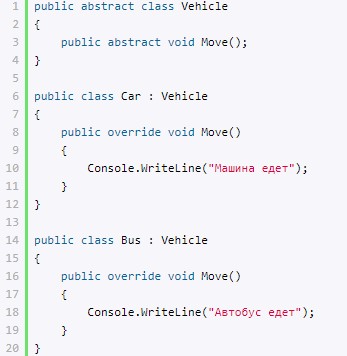 1 public abstract class Vehicle
2 {
3     public abstract void Move();
4 }
5
6 public class Car : Vehicle
7 {
8     public override void Move()
9     {
10         Console.WriteLine("Машина едет");
11     }
12 }
13
14 public class Bus : Vehicle
15 {
16     public override void Move()
17     {
18         Console.WriteLine("Автобус едет");
19     }
20 }